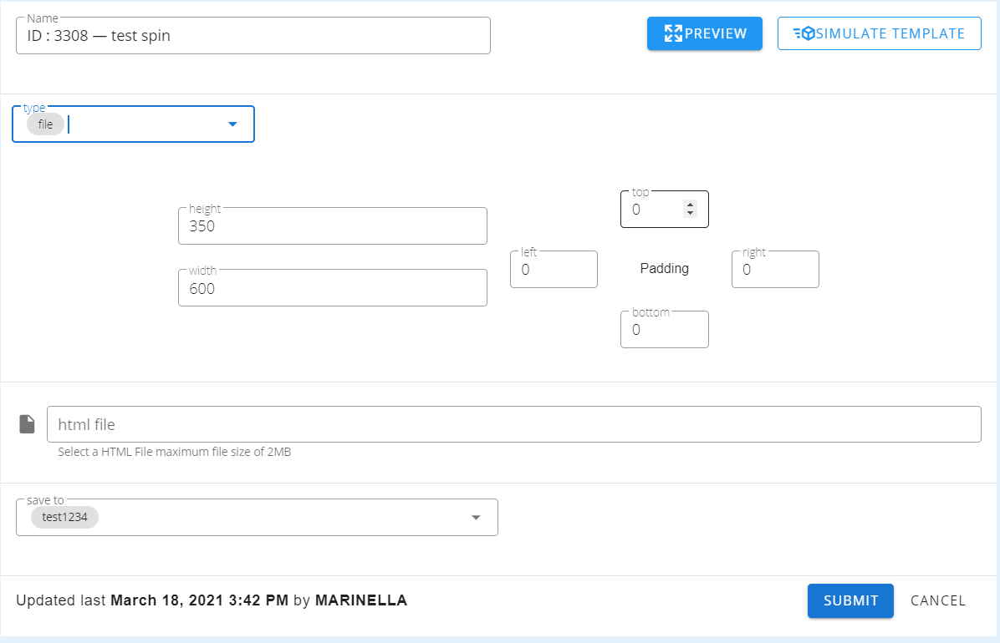 Name
ID : 3308 — test spin
PREVIEW
SIMULATE TEMPLATE
type
file
height
350
width
600
top
0
left
0
Padding
right
0
bottom
0
html file
Select a HTML File maximum file size of 2MB
save to
test1234
Updated last March 18, 2021 3:42 PM by MARINELLA
SUBMIT
CANCEL